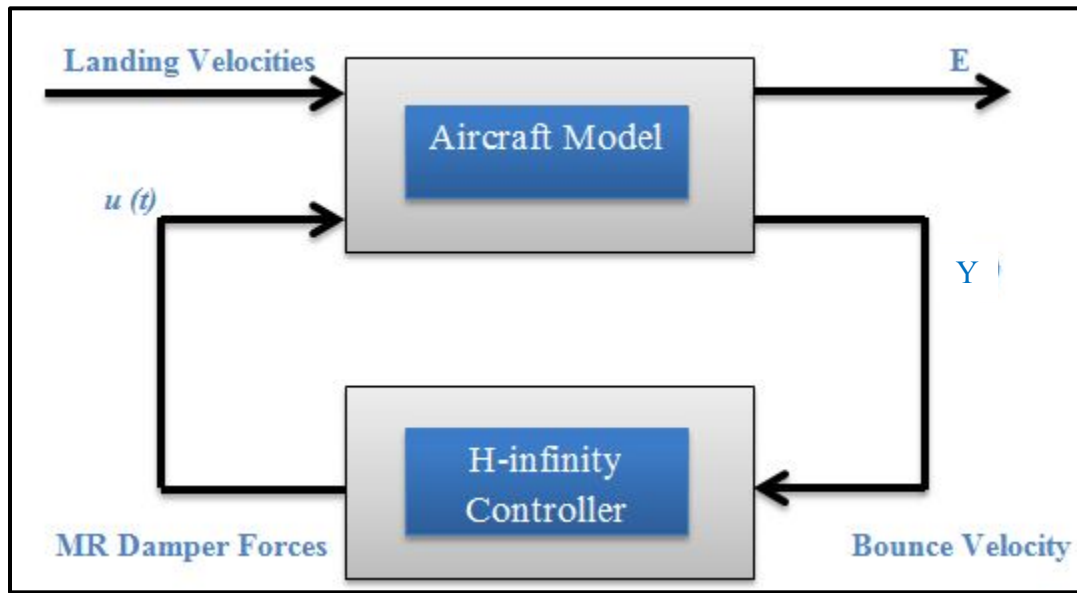 Landing Velocities
E
Aircraft Model
u (t)
Y
H-infinity
Controller
MR Damper Forces
Bounce Velocity